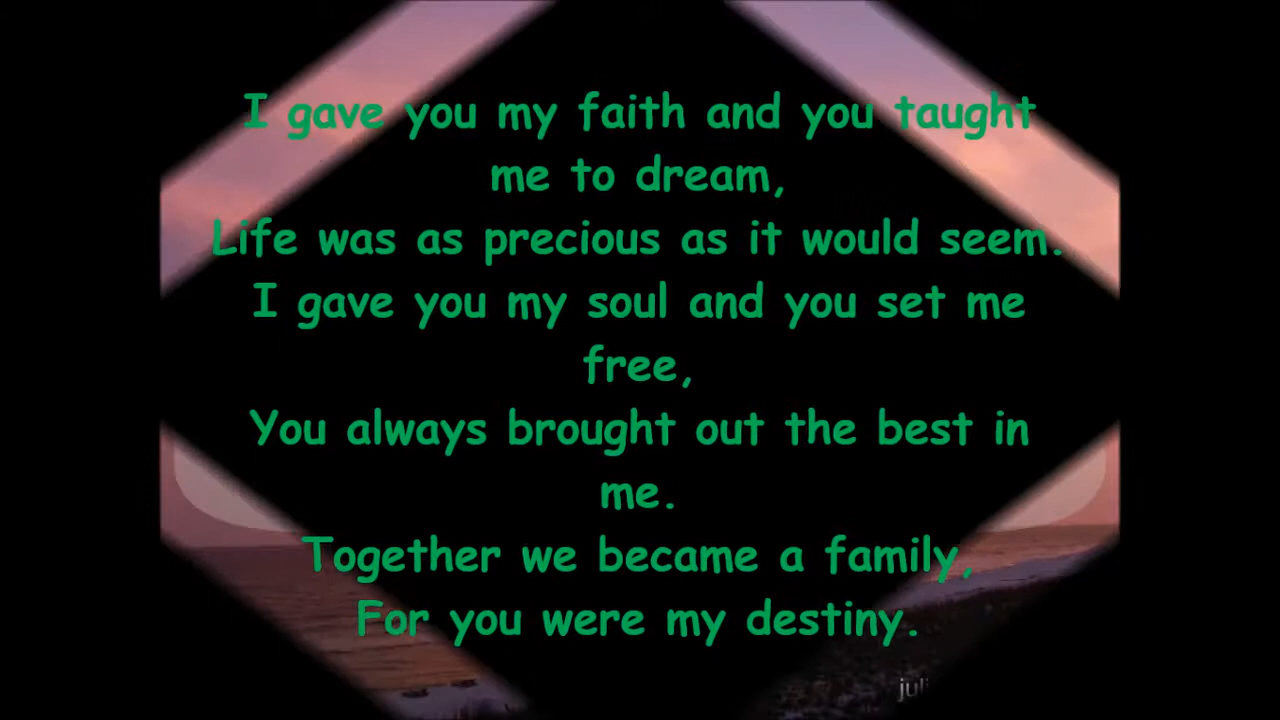 I gave you my faith and you taught
me to dream,
Life was as precious as it would seem.
I gave you my soul and you set me
free,
You always brought out the best in
me.
Together we became a family,
For you were my destiny.